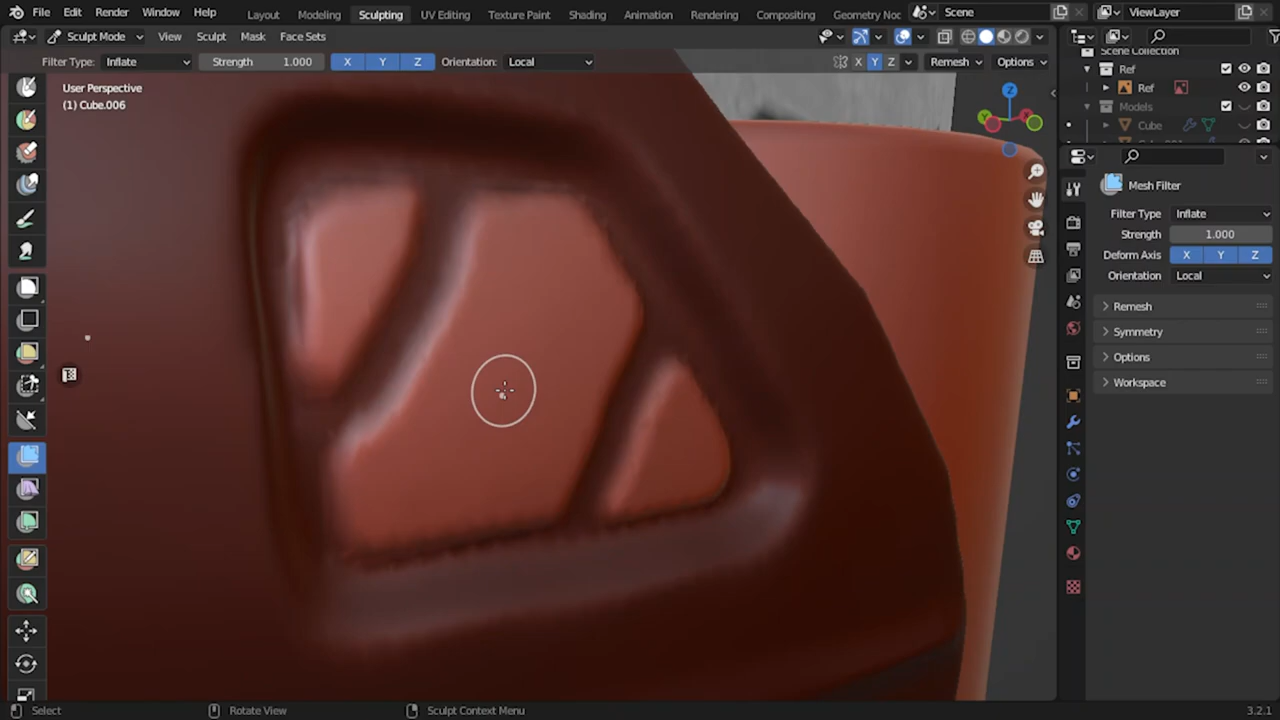 File Edit Render Window Help Layout Modeling Sculpting UV Editing Texture Paint Shading Animation Rendering Compositing Geometry Noc Scene ViewLayer
Sculpt Mode View Sculpt Mask Face Sets
Filter Type: Inflate Strength 1.000 X Y Z Orientation: Local X Y Z Remesh Options
User Perspective
(1) Cube.006
Z
Y
X
Scene Collection
Ref
Ref
Models
Cube
Mesh Filter
Filter Type Inflate
Strength 1.000
Deform Axis X Y Z
Orientation Local
Remesh
Symmetry
Options
Workspace
Select Rotate View Sculpt Context Menu 3.2.1